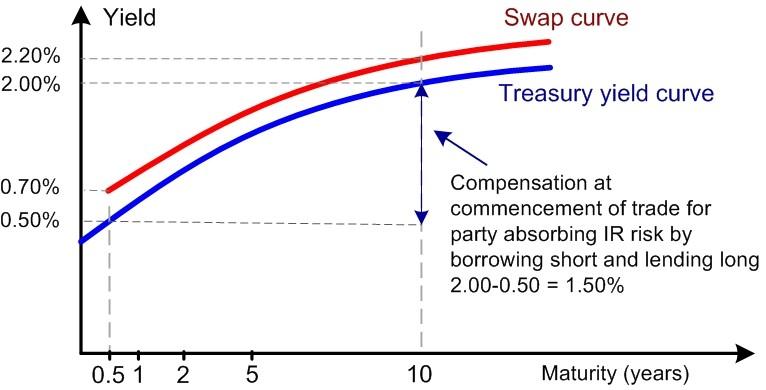 Yield
Swap curve
2.20%
2.00%
Treasury yield curve
0.70%
0.50%
Compensation at
commencement of trade for
party absorbing IR risk by
borrowing short and lending long
2.00-0.50 = 1.50%
0.5 1 2 5 10 Maturity (years)